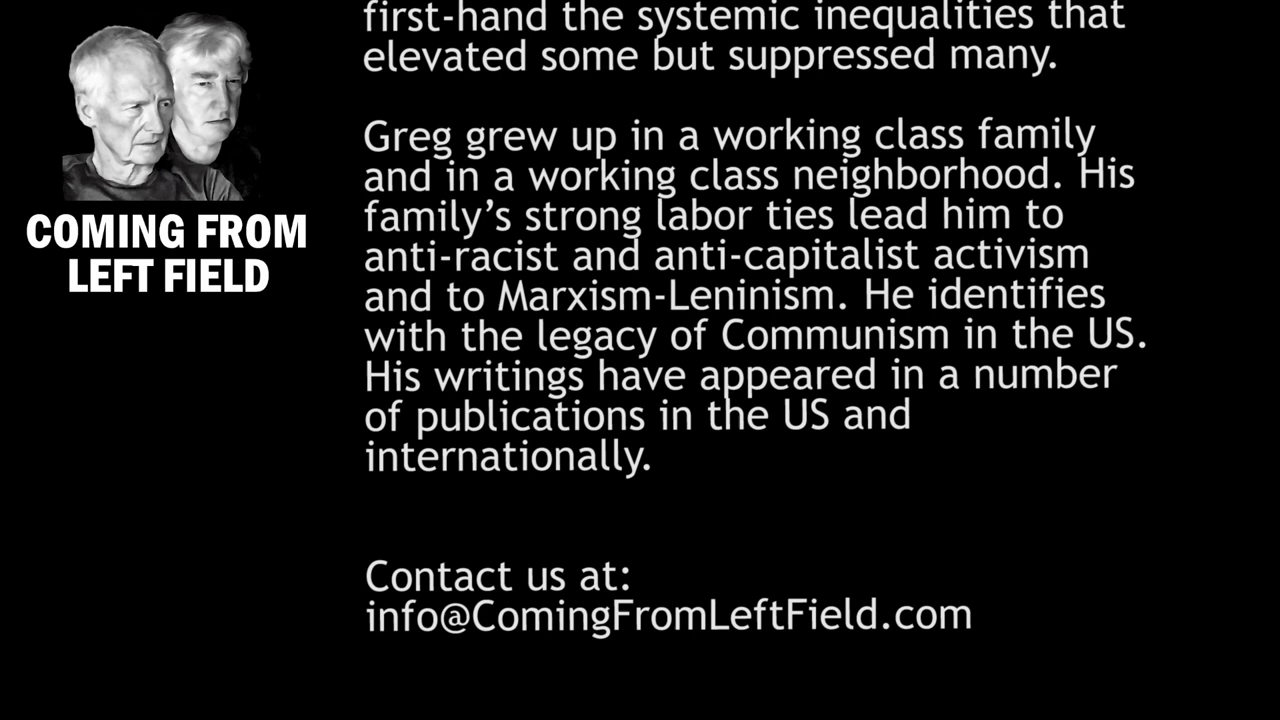 COMING FROM
LEFT FIELD
first-hand the systemic inequalities that
elevated some but suppressed many.
Greg grew up in a working class family
and in a working class neighborhood. His
family’s strong labor ties lead him to
anti-racist and anti-capitalist activism
and to Marxism-Leninism. He identifies
with the legacy of Communism in the US.
His writings have appeared in a number
of publications in the US and
internationally.
Contact us at:
info@ComingFromLeftField.com